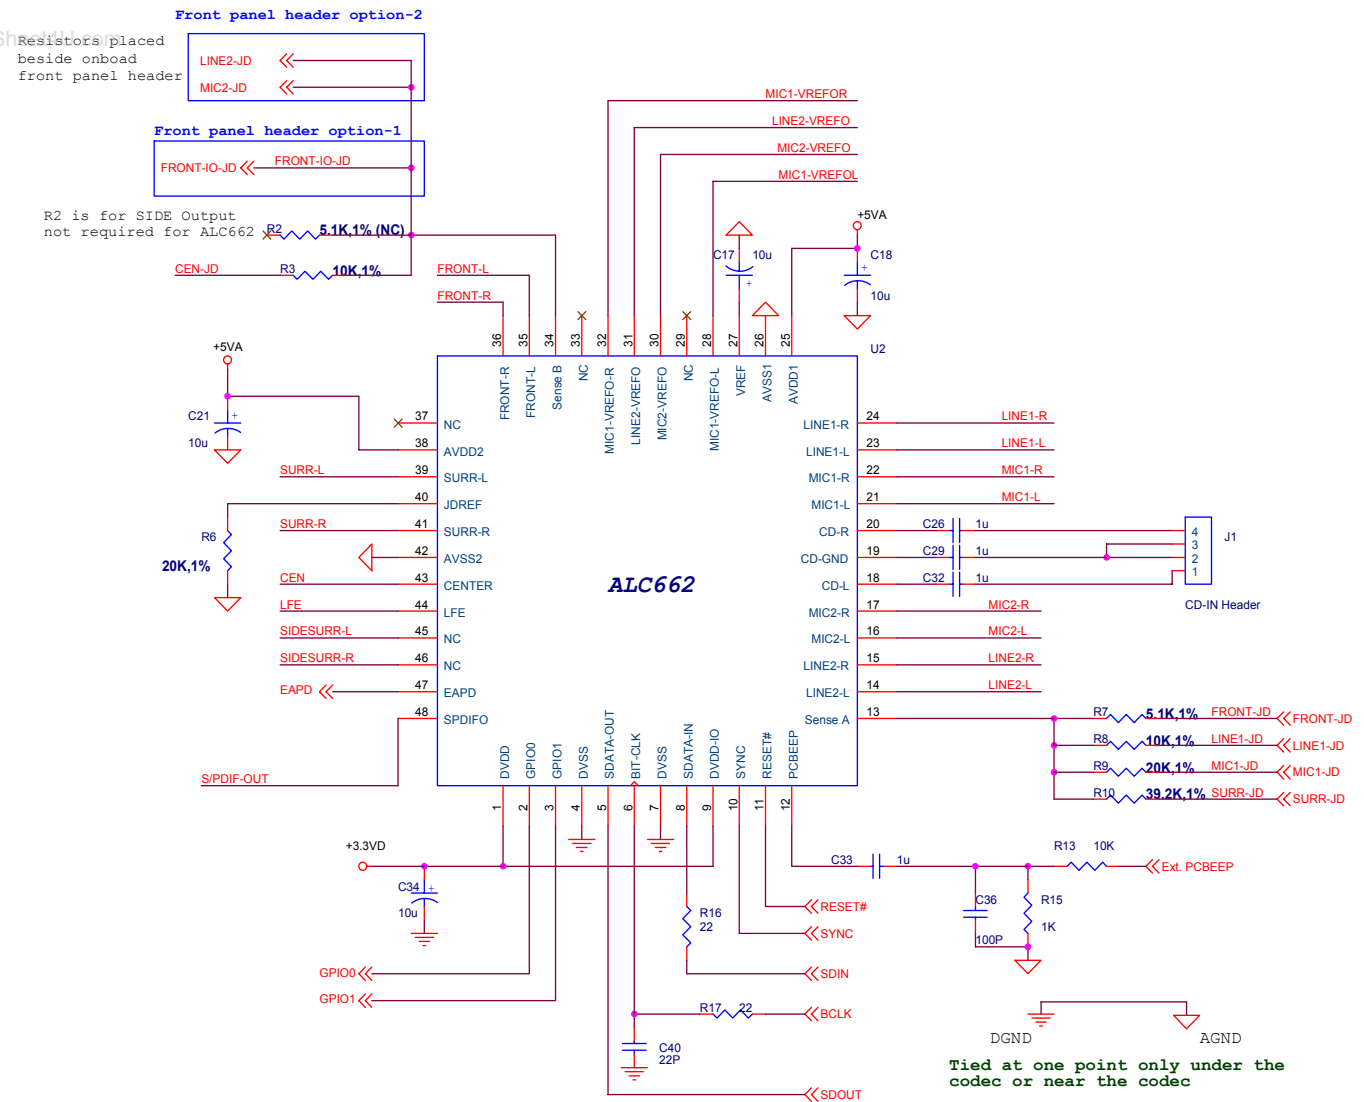 Front panel header option-2
Sheet4U.com
Resistors placed
beside onboad
front panel header
LINE2-JD
MIC2-JD
Front panel header option-1
FRONT-IO-JD
FRONT-IO-JD
R2 is for SIDE Output
not required for ALC662
R2
5.1K,1% (NC)
CEN-JD
R3
10K,1%
MIC1-VREFOR
LINE2-VREFO
MIC2-VREFO
MIC1-VREFOL
FRONT-L
FRONT-R
C17
10u
+5VA
C18
10u
U2
36
35
34
33
32
31
30
29
28
27
26
25
FRONT-R
FRONT-L
Sense B
NC
MIC1-VREFO-R
LINE2-VREFO
MIC2-VREFO
NC
MIC1-VREFO-L
VREF
AVSS1
AVDD1
+5VA
C21
10u
SURR-L
R6
20K,1%
SURR-R
CEN
LFE
SIDESURR-L
SIDESURR-R
EAPD
S/PDIF-OUT
37 NC
38 AVDD2
39 SURR-L
40 JDREF
41 SURR-R
42 AVSS2
43 CENTER
44 LFE
45 NC
46 NC
47 EAPD
48 SPDIFO
ALC662
LINE1-R 24 LINE1-R
LINE1-L 23 LINE1-L
MIC1-R 22 MIC1-R
MIC1-L 21 MIC1-L
CD-R 20 C26 1u
CD-GND 19 C29 1u
CD-L 18 C32 1u
MIC2-R 17 MIC2-R
MIC2-L 16 MIC2-L
LINE2-R 15 LINE2-R
LINE2-L 14 LINE2-L
Sense A 13
4
3
2
1
J1
CD-IN Header
R7 5.1K,1% FRONT-JD FRONT-JD
R8 10K,1% LINE1-JD LINE1-JD
R9 20K,1% MIC1-JD MIC1-JD
R10 39.2K,1% SURR-JD SURR-JD
DVDD
GPIO0
GPIO1
DVSS
SDATA-OUT
BIT-CLK
DVSS
SDATA-IN
DVDD-IO
SYNC
RESET#
PCBEEP
1
2
3
4
5
6
7
8
9
10
11
12
+3.3VD
C34
10u
C33
1u
R13
10K
Ext. PCBEEP
C36
100P
R15
1K
R16
22
RESET#
SYNC
GPIO0
SDIN
GPIO1
R17 22
BCLK
C40
22P
SDOUT
DGND
AGND
Tied at one point only under the
codec or near the codec